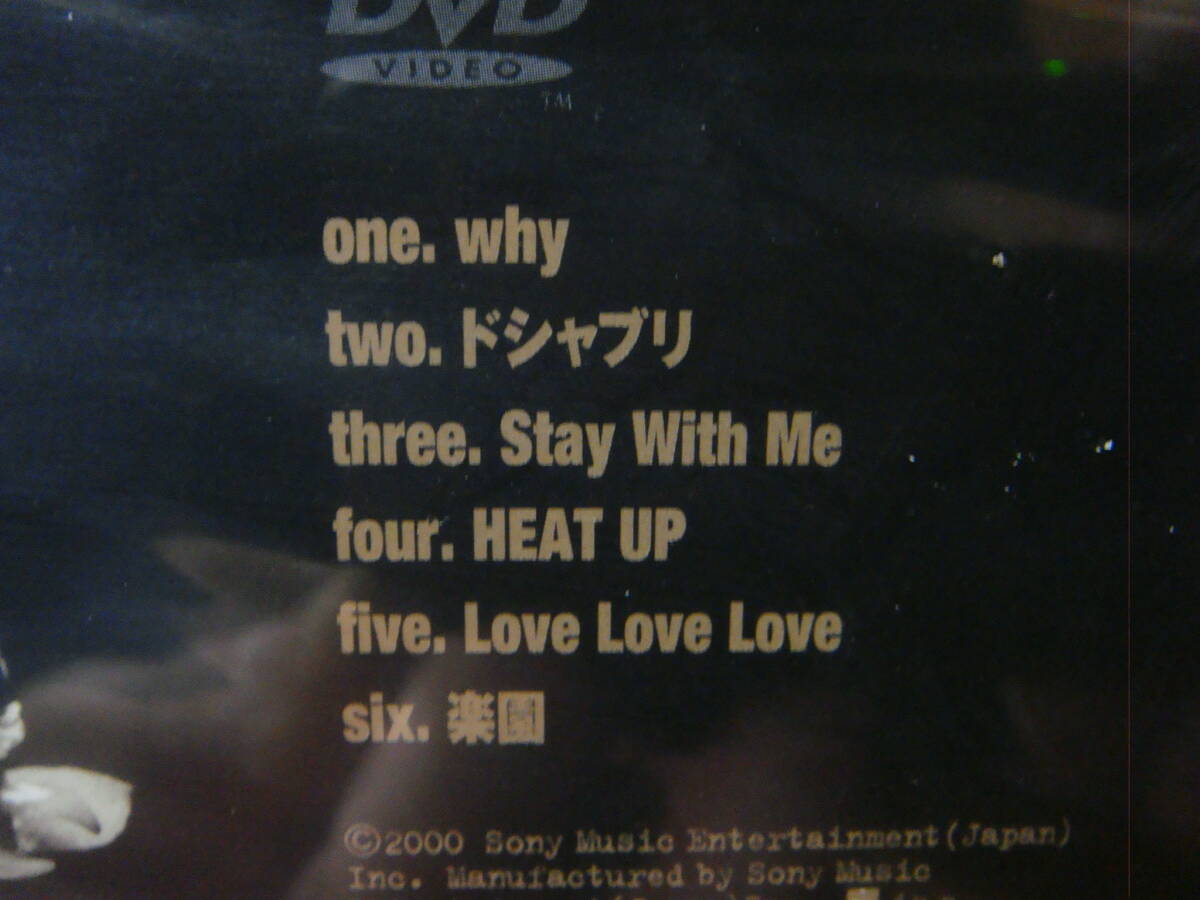 DVD
VIDEO
TM
one. why
two. ドシャブリ
three. Stay With Me
four. HEAT UP
five. Love Love Love
six. 楽園
©2000 Sony Music Entertainment(Japan)
Inc. Manufactured by Sony Music